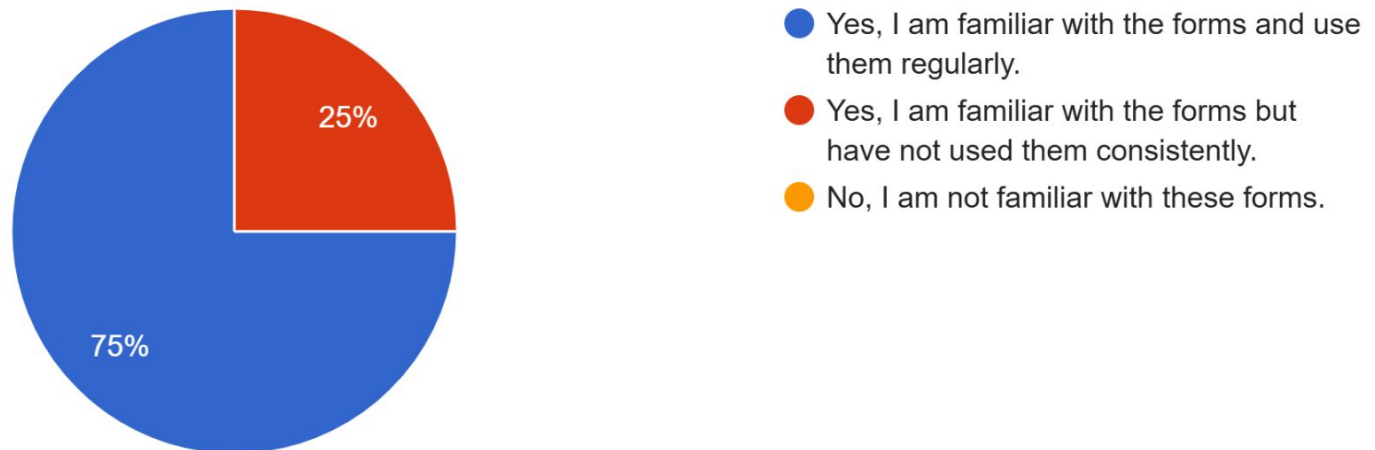 25%
75%
Yes, I am familiar with the forms and use
them regularly.
Yes, I am familiar with the forms but
have not used them consistently.
No, I am not familiar with these forms.